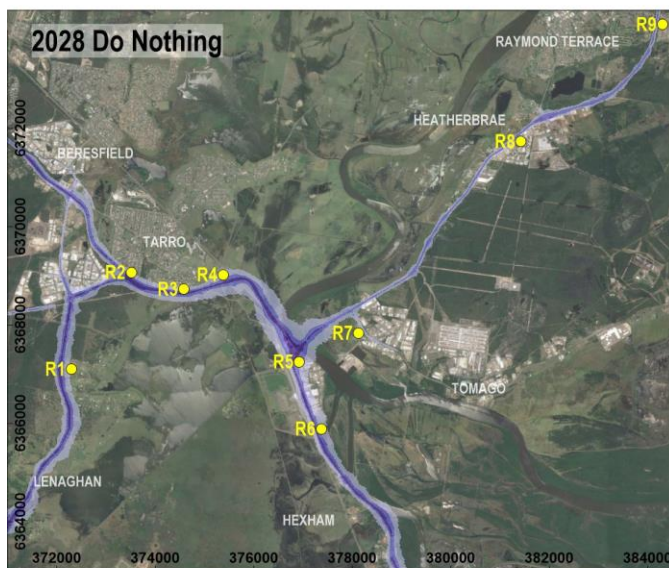 2028 Do Nothing
R9
RAYMOND TERRACE
HEATHERBRAE
R8
BERESFIELD
TARRO
R2
R3
R4
R7
R5
R1
TOMAGO
R6
LENAGHAN
HEXHAM
6372000
6370000
6368000
6366000
6364000
372000 374000 376000 378000 380000 382000 384000